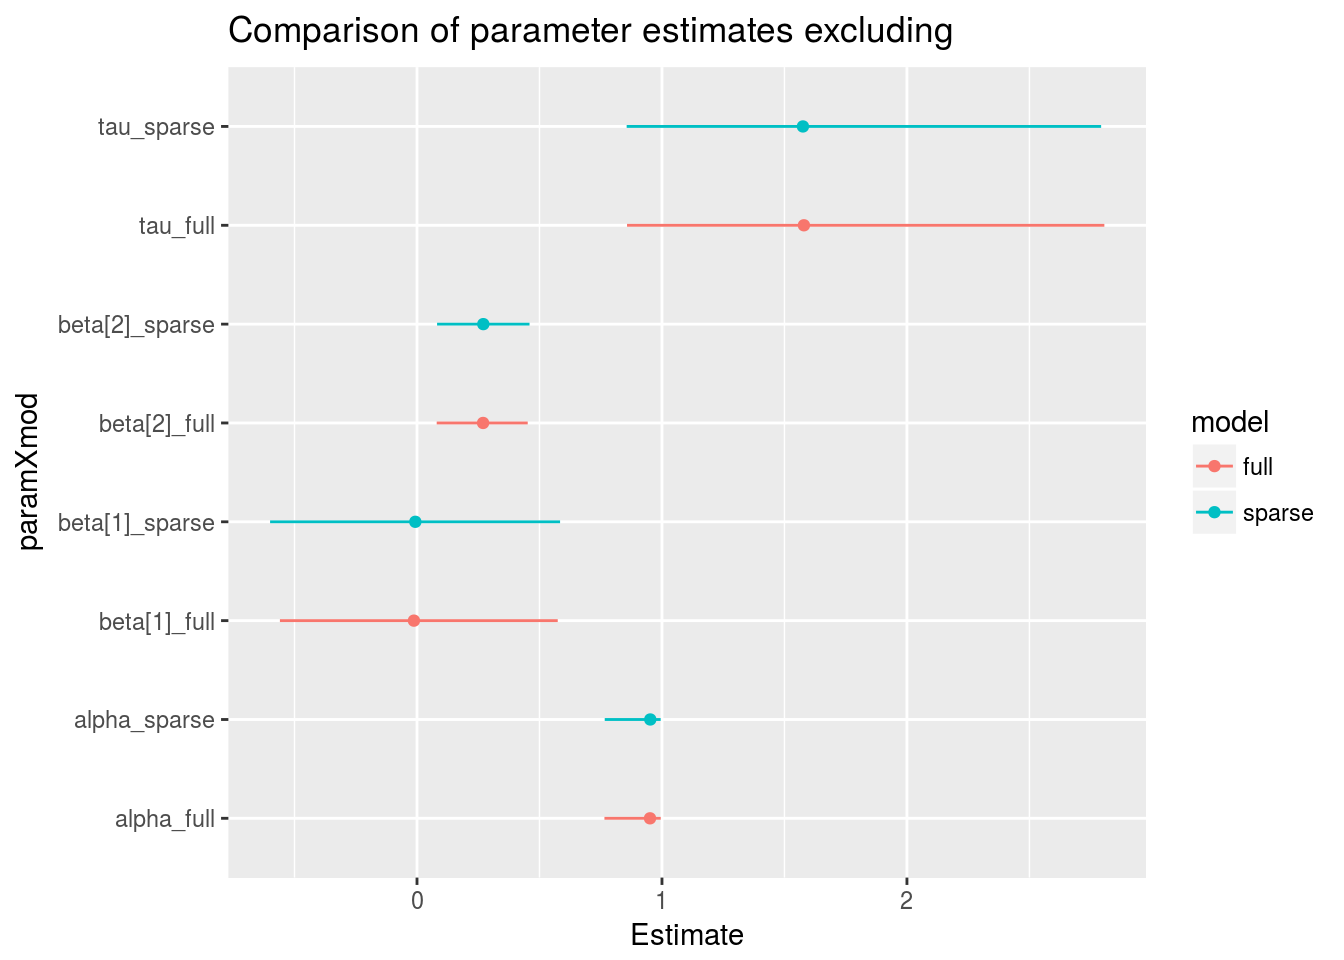 Comparison of parameter estimates excluding
tau_sparse
tau_full
beta[2]_sparse
beta[2]_full
beta[1]_sparse
beta[1]_full
alpha_sparse
alpha_full
paramXmod
0 1 2
Estimate
model
full
sparse